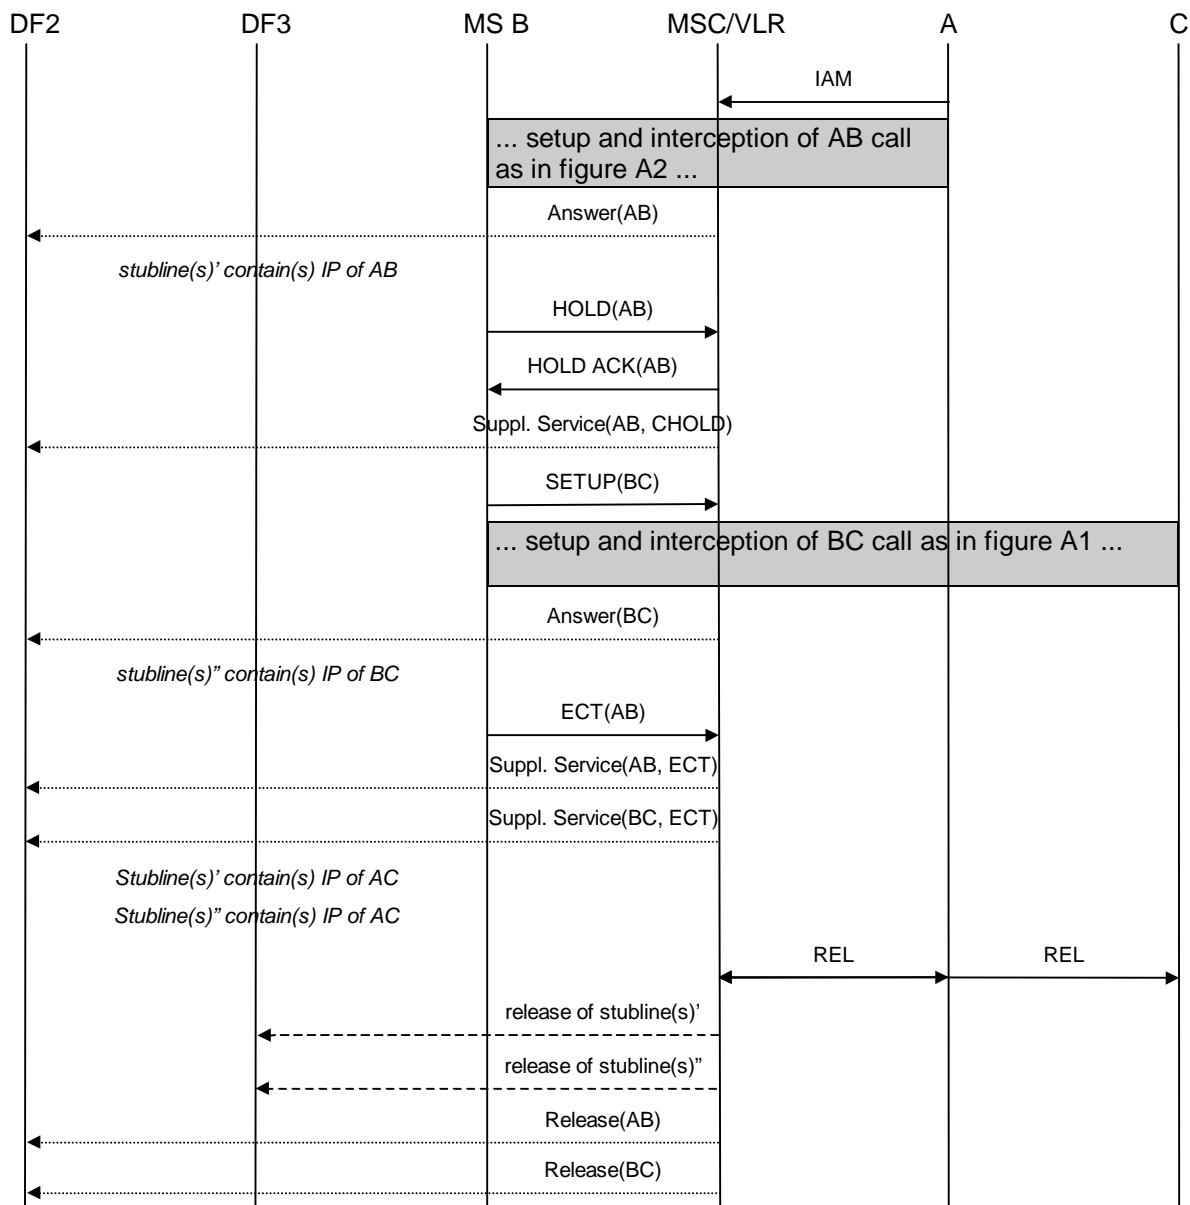 DF2 DF3 MS B MSC/VLR A C
IAM
... setup and interception of AB call
as in figure A2 ...
Answer(AB)
stubline(s)’ contain(s) IP of AB
HOLD(AB)
HOLD ACK(AB)
Suppl. Service(AB, CHOLD)
SETUP(BC)
... setup and interception of BC call as in figure A1 ...
Answer(BC)
stubline(s)” contain(s) IP of BC
ECT(AB)
Suppl. Service(AB, ECT)
Suppl. Service(BC, ECT)
Stubline(s)’ contain(s) IP of AC
Stubline(s)” contain(s) IP of AC
REL REL
release of stubline(s)’
release of stubline(s)”
Release(AB)
Release(BC)